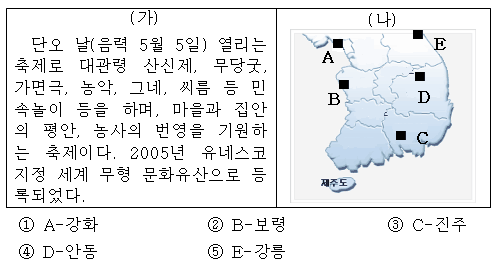 (가)
단오 날(음력 5월 5일) 열리는
축제로 대관령 산신제, 무당굿,
가면극, 농악, 그네, 씨름 등 민
속놀이 등을 하며, 마을과 집안
의 평안, 농사의 번영을 기원하
는 축제이다. 2005년 유네스코
지정 세계 무형 문화유산으로 등
록되었다.
(나)
E
A
D
B
C
제주도
① A-강화 ② B-보령 ③ C-진주
④ D-안동 ⑤ E-강릉